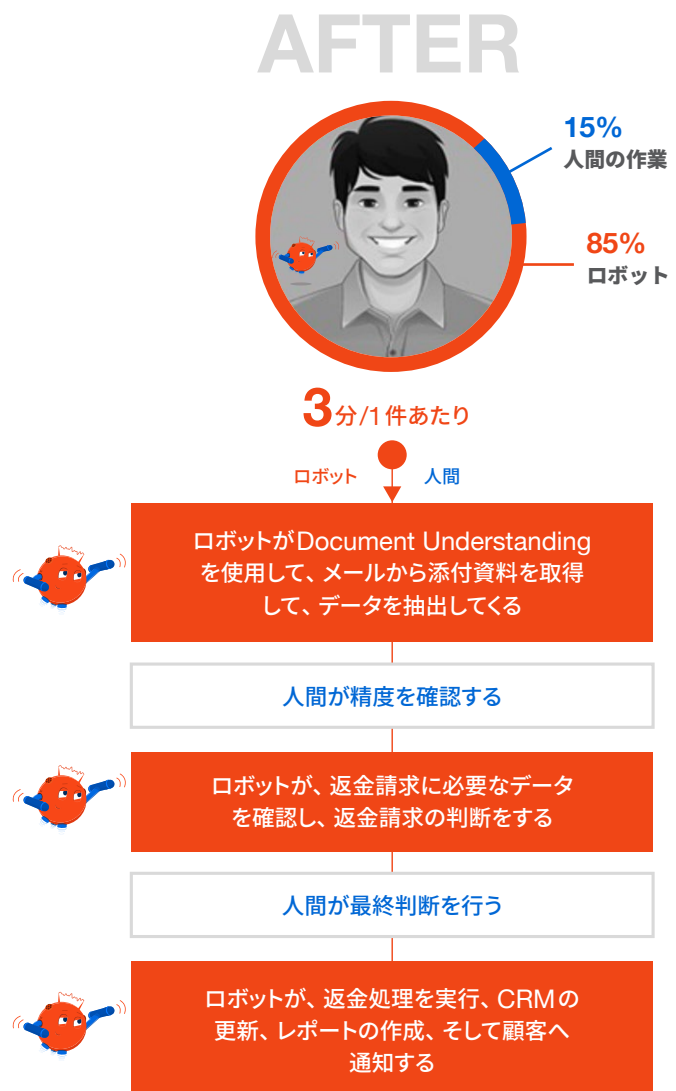 AFTER
15%
人間の作業
85%
ロボット
3分/1件あたり
ロボット 人間
ロボットがDocument Understanding
を使用して、メールから添付資料を取得
して、データを抽出してくる
人間が精度を確認する
ロボットが、返金請求に必要なデータ
を確認し、返金請求の判断をする
人間が最終判断を行う
ロボットが、返金処理を実行、CRMの
更新、レポートの作成、そして顧客へ
通知する